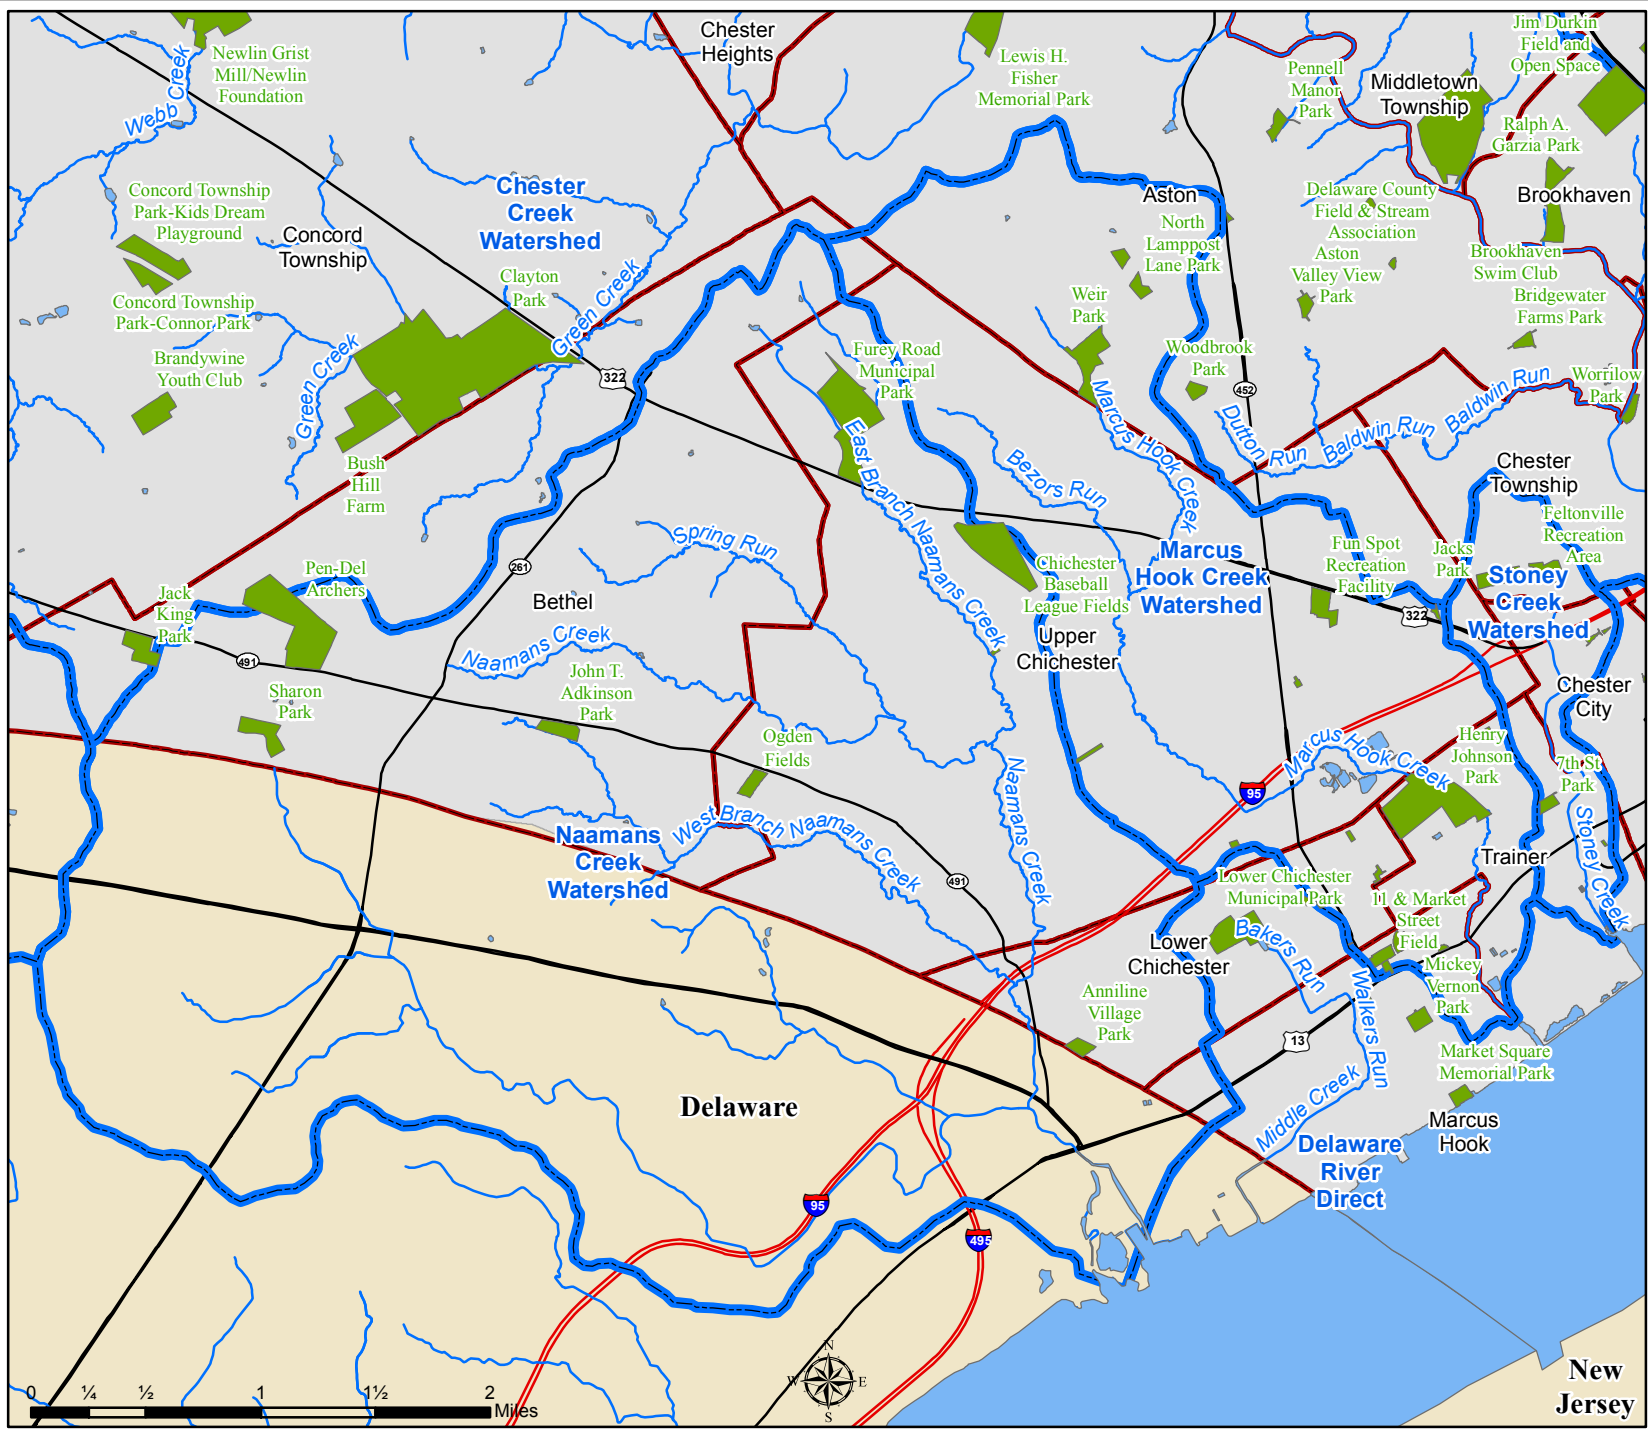 Newlin Grist
Mill/Newlin
Foundation
Webb Creek
Chester
Heights
Lewis H.
Fisher
Memorial Park
Pennell
Manor
Park
Middletown
Township
Jim Durkin
Field and
Open Space
Ralph A.
Garzia Park
Brookhaven
Concord Township
Park-Kids Dream
Playground
Concord
Township
Chester
Creek
Watershed
Clayton
Park
Green Creek
Aston
North
Lamppost
Lane Park
Delaware County
Field & Stream
Association
Aston
Valley View
Park
Brookhaven
Swim Club
Bridgewater
Farms Park
Concord Township
Park-Connor Park
Brandywine
Youth Club
Green Creek
322
Weir
Park
Furey Road
Municipal
Park
Woodbrook
Park
452
Worrilow
Park
Bush
Hill
Farm
East Branch Naamans Creek
Bezors Run
Marcus Hook Creek
Dutton Run
Baldwin Run
Baldwin Run
Chester
Township
Feltonville
Recreation
Area
Pen-Del
Archers
Jack
King
Park
261
Bethel
Spring Run
Chichester
Baseball
League Fields
Marcus
Hook Creek
Watershed
Fun Spot
Recreation
Facility
Jacks
Park
Stoney
Creek
Watershed
322
491
Naamans Creek
Upper
Chichester
Sharon
Park
John T.
Adkinson
Park
Ogden
Fields
Chester
City
Henry
Johnson
Park
7th St
Park
Marcus Hook Creek
95
Naamans Creek
Naamans
Creek
Watershed
West Branch Naamans Creek
491
Stoney Creek
Trainer
Lower Chichester
Municipal Park
11 & Market
Street
Field
Lower
Chichester
Bakers Run
Mickey
Vernon
Park
Walkers Run
Anniline
Village
Park
13
Market Square
Memorial Park
Middle Creek
Marcus
Hook
Delaware
Delaware
River
Direct
95
495
N
W
E
S
0 ¼ ½ 1 1½ 2
Miles
New
Jersey